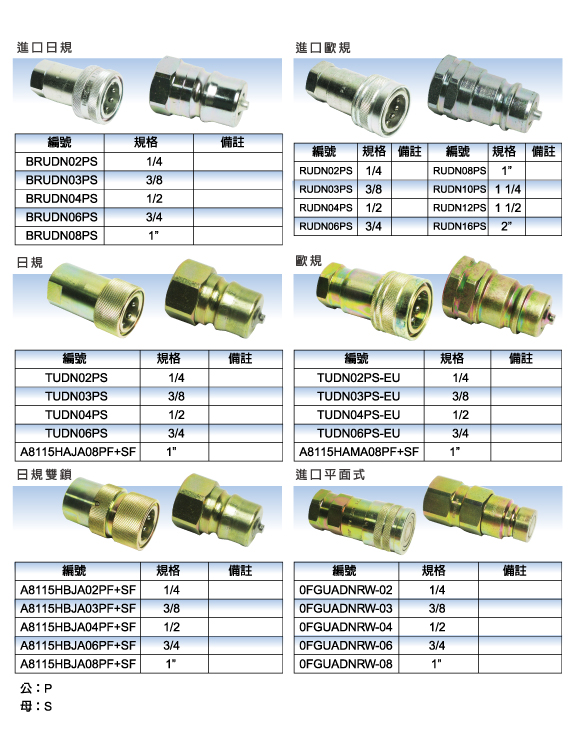 進口日規
編號 規格 備註
BRUDN02PS 1/4
BRUDN03PS 3/8
BRUDN04PS 1/2
BRUDN06PS 3/4
BRUDN08PS 1”
進口歐規
編號 規格 備註 編號 規格 備註
RUDN02PS 1/4 RUDN08PS 1”
RUDN03PS 3/8 RUDN10PS 1 1/4
RUDN04PS 1/2 RUDN12PS 1 1/2
RUDN06PS 3/4 RUDN16PS 2”
日規
編號 規格 備註
TUDN02PS 1/4
TUDN03PS 3/8
TUDN04PS 1/2
TUDN06PS 3/4
A8115HAJA08PF+SF 1”
歐規
編號 規格 備註
TUDN02PS-EU 1/4
TUDN03PS-EU 3/8
TUDN04PS-EU 1/2
TUDN06PS-EU 3/4
A8115HAMA08PF+SF 1”
日規雙鎖
編號 規格 備註
A8115HBJA02PF+SF 1/4
A8115HBJA03PF+SF 3/8
A8115HBJA04PF+SF 1/2
A8115HBJA06PF+SF 3/4
A8115HBJA08PF+SF 1”
進口平面式
編號 規格 備註
0FGUADNRW-02 1/4
0FGUADNRW-03 3/8
0FGUADNRW-04 1/2
0FGUADNRW-06 3/4
0FGUADNRW-08 1”
公：P
母：S